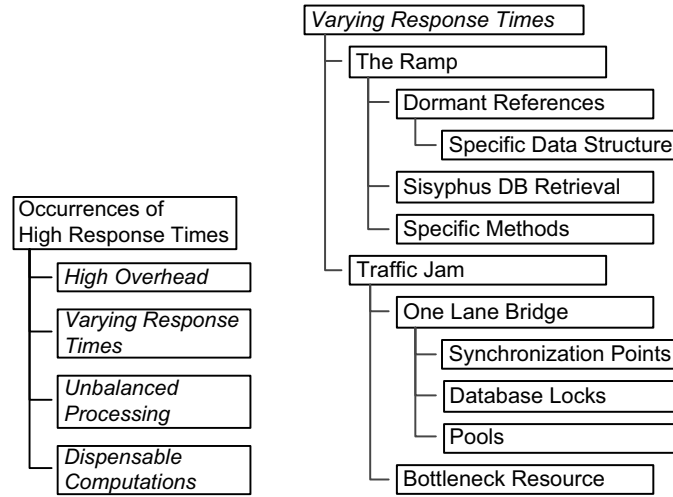 Occurrences of
High Response Times
High Overhead
Varying Response
Times
Unbalanced
Processing
Dispensable
Computations
Varying Response Times
The Ramp
Dormant References
Specific Data Structure
Sisyphus DB Retrieval
Specific Methods
Traffic Jam
One Lane Bridge
Synchronization Points
Database Locks
Pools
Bottleneck Resource